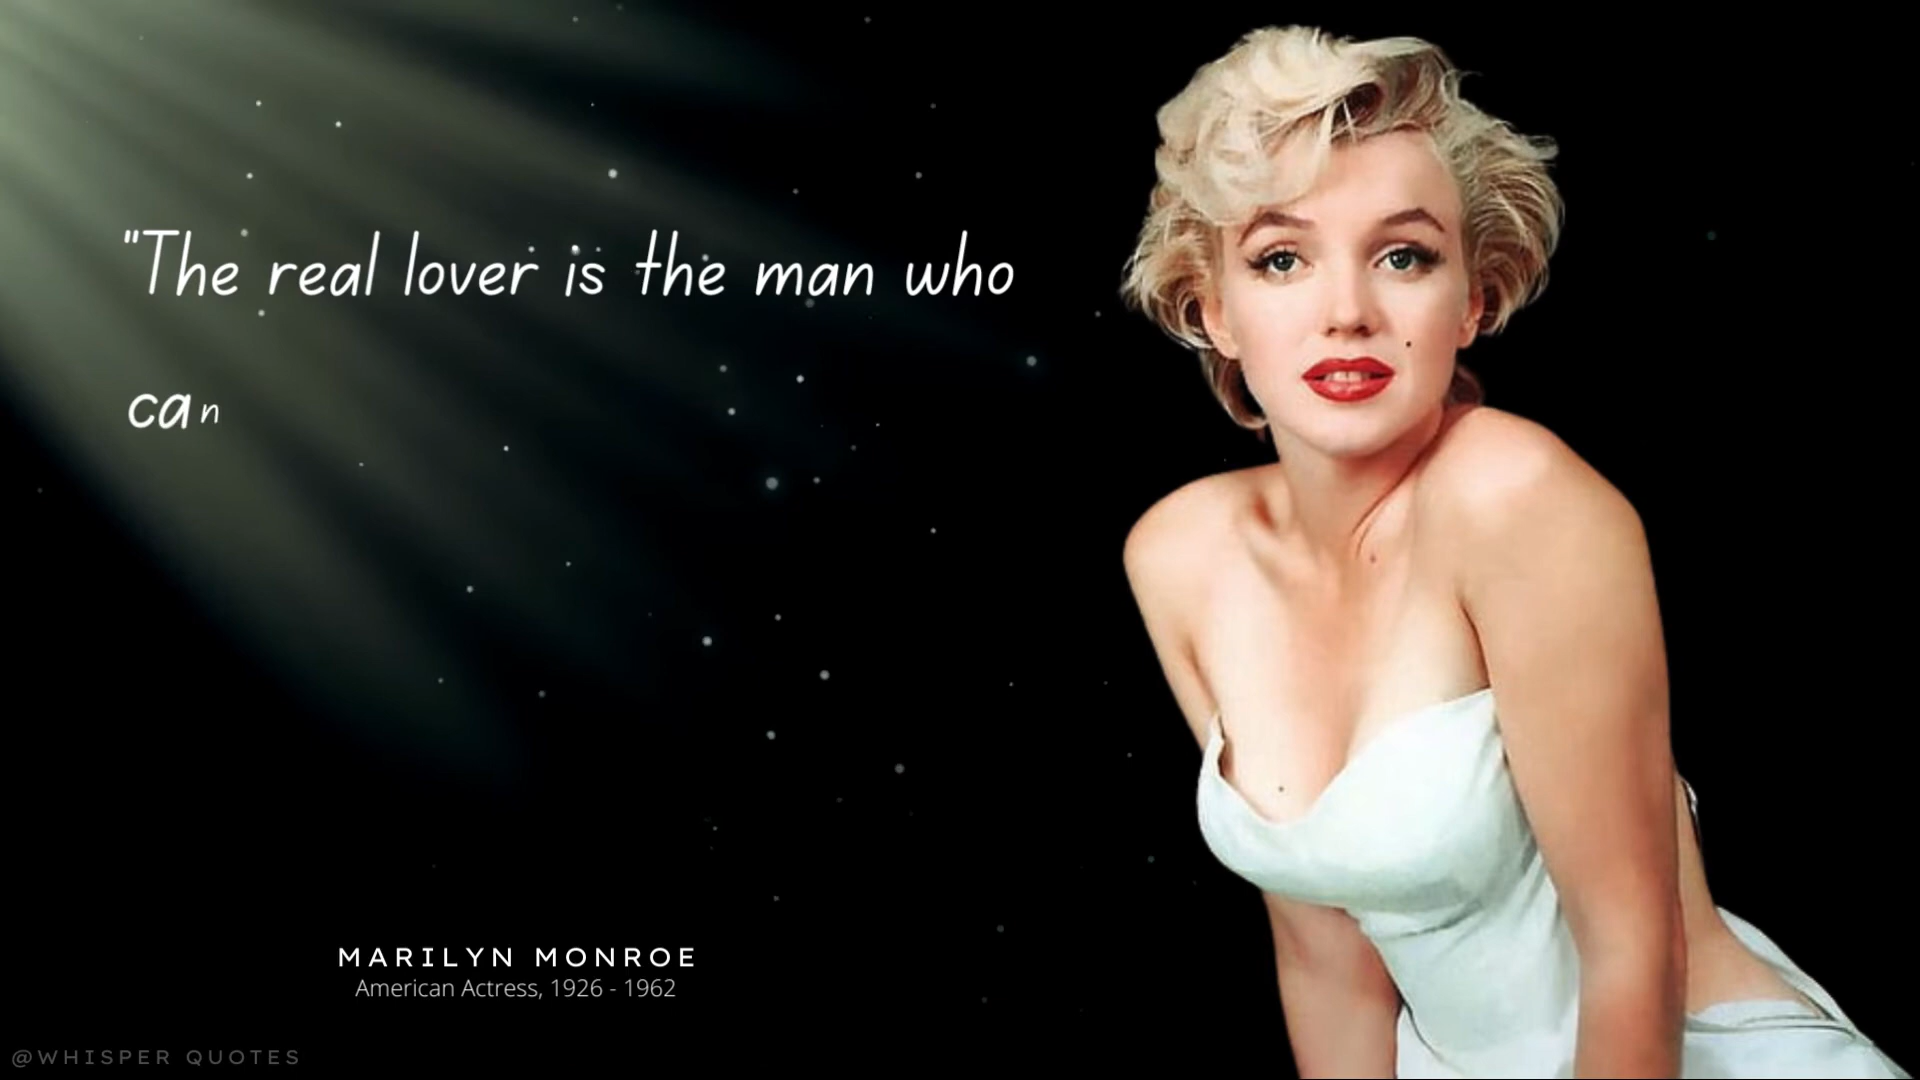 "The real lover is the man who
can
MARILYN MONROE
American Actress, 1926 - 1962
@WHISPER QUOTES